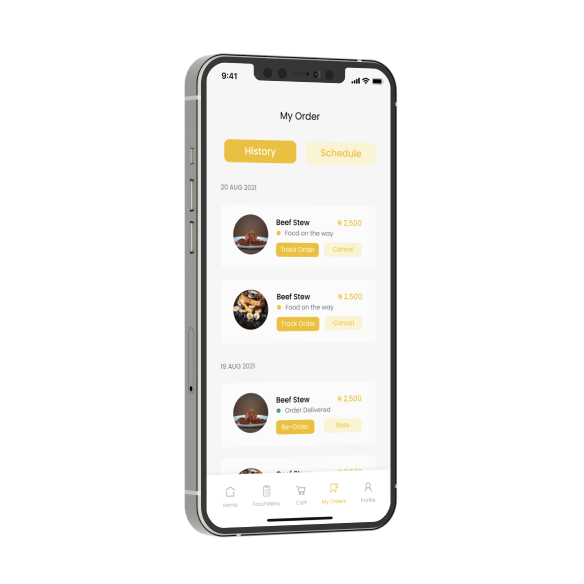 9:41
My Order
History
Schedule
20 AUG 2021
Beef Stew
₦ 2,500
Food on the way
Track Order
Cancel
Beef Stew
₦ 2,500
Food on the way
Track Order
Cancel
19 AUG 2021
Beef Stew
₦ 2,500
Order Delivered
Re-Order
Rate
Home
Food Menu
Cart
My Orders
Profile